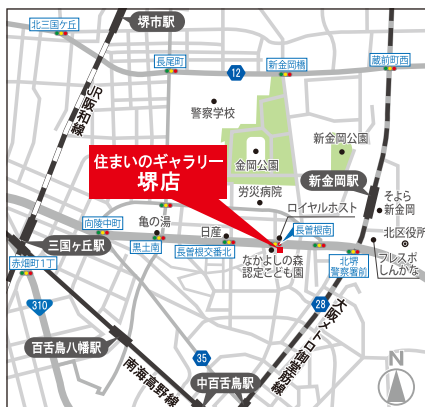 堺市駅
北三国ケ丘
長尾町
12
新金岡橋
蔵前町西
JR阪和線
警察学校
金岡公園
新金岡公園
住まいのギャラリー
堺店
労災病院
新金岡駅
そよら
新金岡
ロイヤルホスト
向陵中町
亀の湯
日産
長曽根南
北区役所
三国ケ丘駅
黒土南
長曽根交番北
なかよしの森
認定こども園
北堺
警察署前
フレスポ
しんかな
赤畑町1丁
310
28
大阪メトロ御堂筋線
百舌鳥八幡駅
35
南海高野線
中百舌鳥駅
N